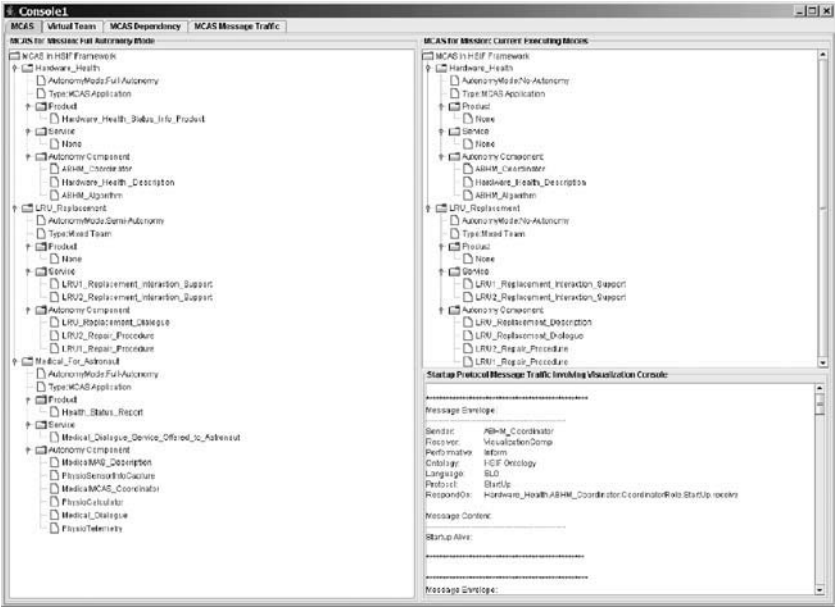 Console1
MCAS
Virtual Team
MCAS Dependency
MCAS Message Traffic
MCAS for Mission: Full Autonomy Mode
MCAS in HSIF Framework
Hardware_Health
AutonomyMode:Full-Autonomy
Type:MCAS Application
Product
Hardware_Health_Status_Info_Product
Service
None
Autonomy Component
ABHM_Coordinator
Hardware_Health_Description
ABHM_Algorithm
LRU_Replacement
AutonomyMode:Semi-Autonomy
Type:Mixed Team
Product
None
Service
LRU1_Replacement_Interaction_Support
LRU2_Replacement_Interaction_Support
Autonomy Component
LRU_Replacement_Dialogue
LRU2_Repair_Procedure
LRU1_Repair_Procedure
Medical_For_Astronaut
AutonomyMode:Full-Autonomy
Type:MCAS Application
Product
Health_Status_Report
Service
Medical_Dialogue_Service_Offered_to_Astronaut
Autonomy Component
MedicalMAS_Description
PhysioSensorInfoCapture
MedicalMCAS_Coordinator
PhysioCalculator
Medical_Dialogue
PhysioTelemetry
MCAS for Mission: Current Executing Modes
MCAS in HSIF Framework
Hardware_Health
AutonomyMode:No-Autonomy
Type:MCAS Application
Product
None
Service
None
Autonomy Component
ABHM_Coordinator
Hardware_Health_Description
ABHM_Algorithm
LRU_Replacement
AutonomyMode:No-Autonomy
Type:Mixed Team
Product
None
Service
LRU1_Replacement_Interaction_Support
LRU2_Replacement_Interaction_Support
Autonomy Component
LRU_Replacement_Description
LRU_Replacement_Dialogue
LRU2_Repair_Procedure
LRU1_Repair_Procedure
Startup Protocol Message Traffic Involving Visualization Console
Message Envelope:
Sender: ABHM_Coordinator
Receiver: VisualizationComp
Performative: Inform
Ontology: HSIF Ontology
Language: SL0
Protocol: StartUp
RespondOn: Hardware_Health.ABHM_Coordinator.CoordinatorRole.StartUp.receive
Message Content:
Startup Alive:
Message Envelope: